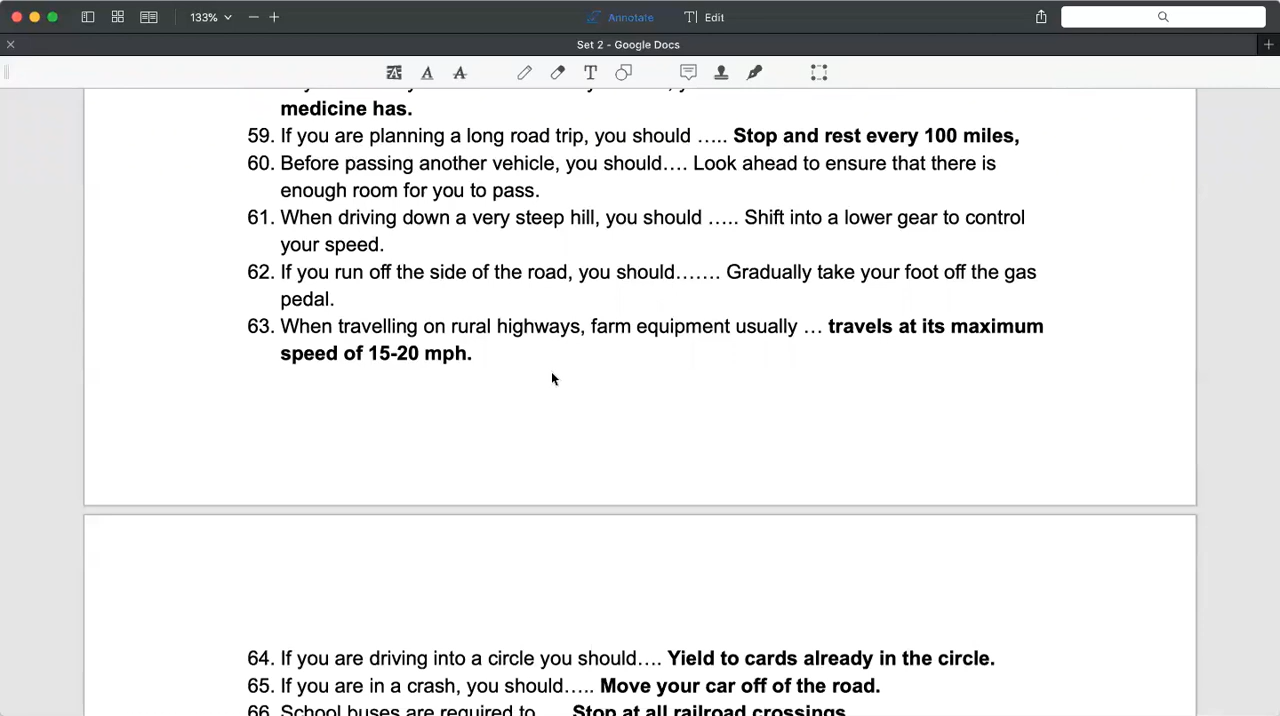 133%
Annotate
Edit
Set 2 - Google Docs
medicine has.
59. If you are planning a long road trip, you should ….. Stop and rest every 100 miles,
60. Before passing another vehicle, you should…. Look ahead to ensure that there is
enough room for you to pass.
61. When driving down a very steep hill, you should ….. Shift into a lower gear to control
your speed.
62. If you run off the side of the road, you should……. Gradually take your foot off the gas
pedal.
63. When travelling on rural highways, farm equipment usually … travels at its maximum
speed of 15-20 mph.
64. If you are driving into a circle you should…. Yield to cards already in the circle.
65. If you are in a crash, you should….. Move your car off of the road.
66. School buses are required to Stop at all railroad crossings